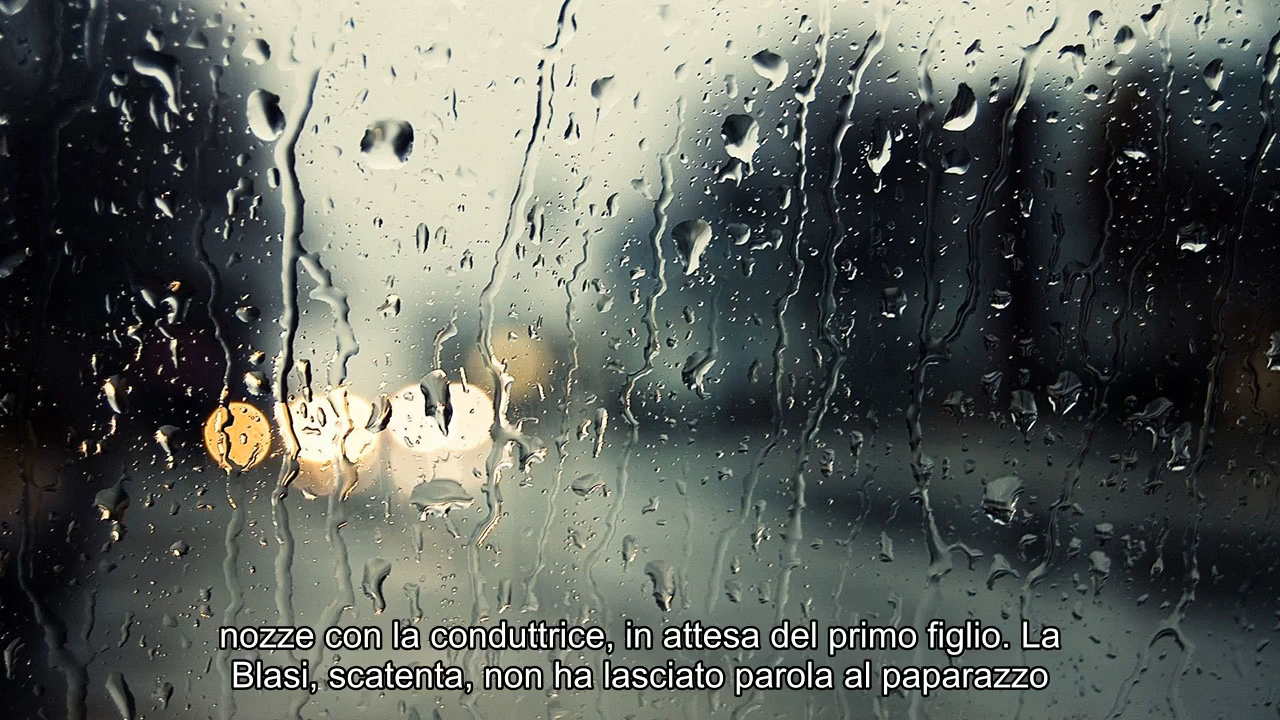 nozze con la conduttrice, in attesa del primo figlio. La
Blasi, scatenta, non ha lasciato parola al paparazzo